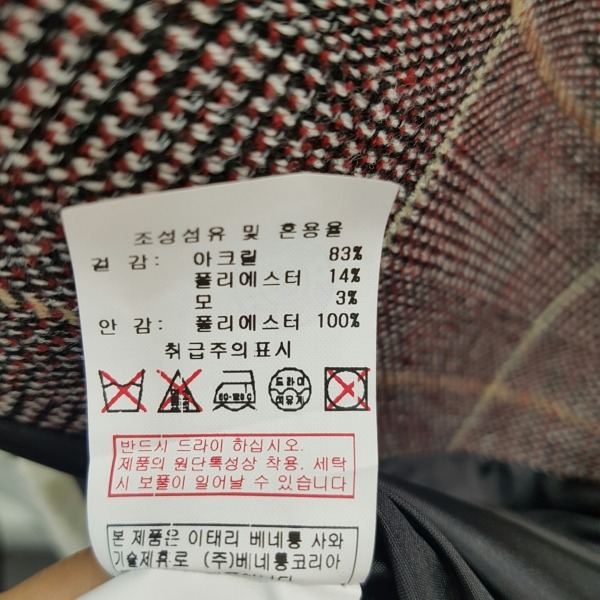 조성섬유 및 혼용율
겉 감: 아크릴 83%
폴리에스터 14%
모 3%
안 감: 폴리에스터 100%
취급주의표시
드라이
반드시 드라이 하십시오.
제품의 원단특성상 착용, 세탁
시 보풀이 일어날 수 있습니다
본 제품은 이태리 베네통 사와
기술제휴로 (주)베네통코리아